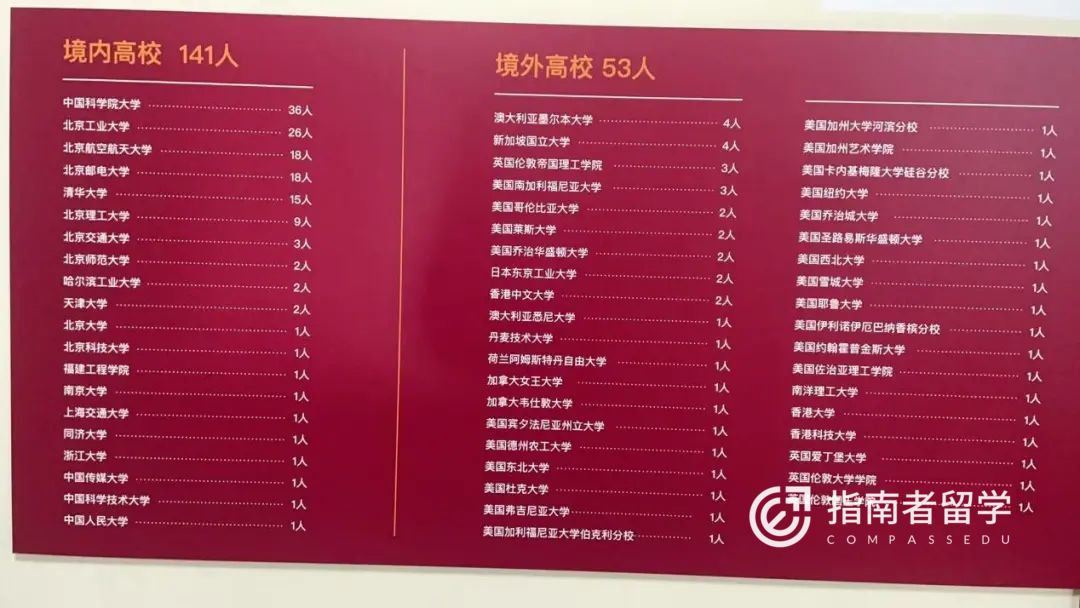 境内高校 141人
中国科学院大学 36人
北京工业大学 26人
北京航空航天大学 18人
北京邮电大学 18人
清华大学 15人
北京理工大学 9人
北京交通大学 3人
北京师范大学 2人
哈尔滨工业大学 2人
天津大学 2人
北京大学 1人
北京科技大学 1人
福建工程学院 1人
南京大学 1人
上海交通大学 1人
同济大学 1人
浙江大学 1人
中国传媒大学 1人
中国科学技术大学 1人
中国人民大学 1人
境外高校 53人
澳大利亚墨尔本大学 4人
新加坡国立大学 4人
英国伦敦帝国理工学院 3人
美国南加利福尼亚大学 3人
美国哥伦比亚大学 2人
美国莱斯大学 2人
美国乔治华盛顿大学 2人
日本东京工业大学 2人
香港中文大学 2人
澳大利亚悉尼大学 1人
丹麦技术大学 1人
荷兰阿姆斯特丹自由大学 1人
加拿大女王大学 1人
加拿大韦仕敦大学 1人
美国宾夕法尼亚州立大学 1人
美国德州农工大学 1人
美国东北大学 1人
美国杜克大学 1人
美国弗吉尼亚大学 1人
美国加利福尼亚大学伯克利分校 1人
美国加州大学河滨分校 1人
美国加州艺术学院 1人
美国卡内基梅隆大学硅谷分校 1人
美国纽约大学 1人
美国乔治城大学 1人
美国圣路易斯华盛顿大学 1人
美国西北大学 1人
美国雪城大学 1人
美国耶鲁大学 1人
美国伊利诺伊厄巴纳香槟分校 1人
美国约翰霍普金斯大学 1人
美国佐治亚理工学院 1人
南洋理工大学 1人
香港大学 1人
香港科技大学 1人
英国爱丁堡大学 1人
英国伦敦大学学院 1人
英国伦敦 1人
指南者留学
COMPASSEDU